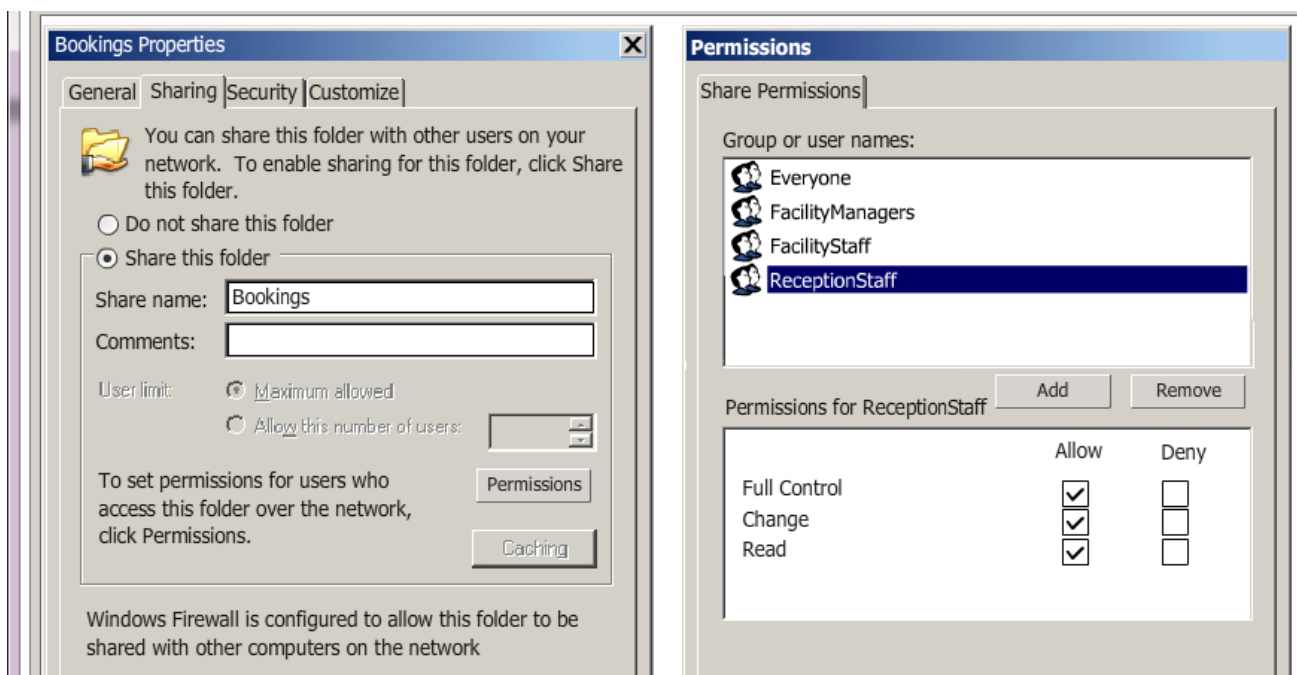 Bookings Properties
General Sharing Security Customize
You can share this folder with other users on your
network. To enable sharing for this folder, click Share
this folder.
Do not share this folder
Share this folder
Share name: Bookings
Comments:
User limit: Maximum allowed
Allow this number of users:
To set permissions for users who
access this folder over the network,
click Permissions.
Permissions
Caching
Windows Firewall is configured to allow this folder to be
shared with other computers on the network
Permissions
Share Permissions
Group or user names:
Everyone
FacilityManagers
FacilityStaff
ReceptionStaff
Add Remove
Permissions for ReceptionStaff
Allow Deny
Full Control
Change
Read